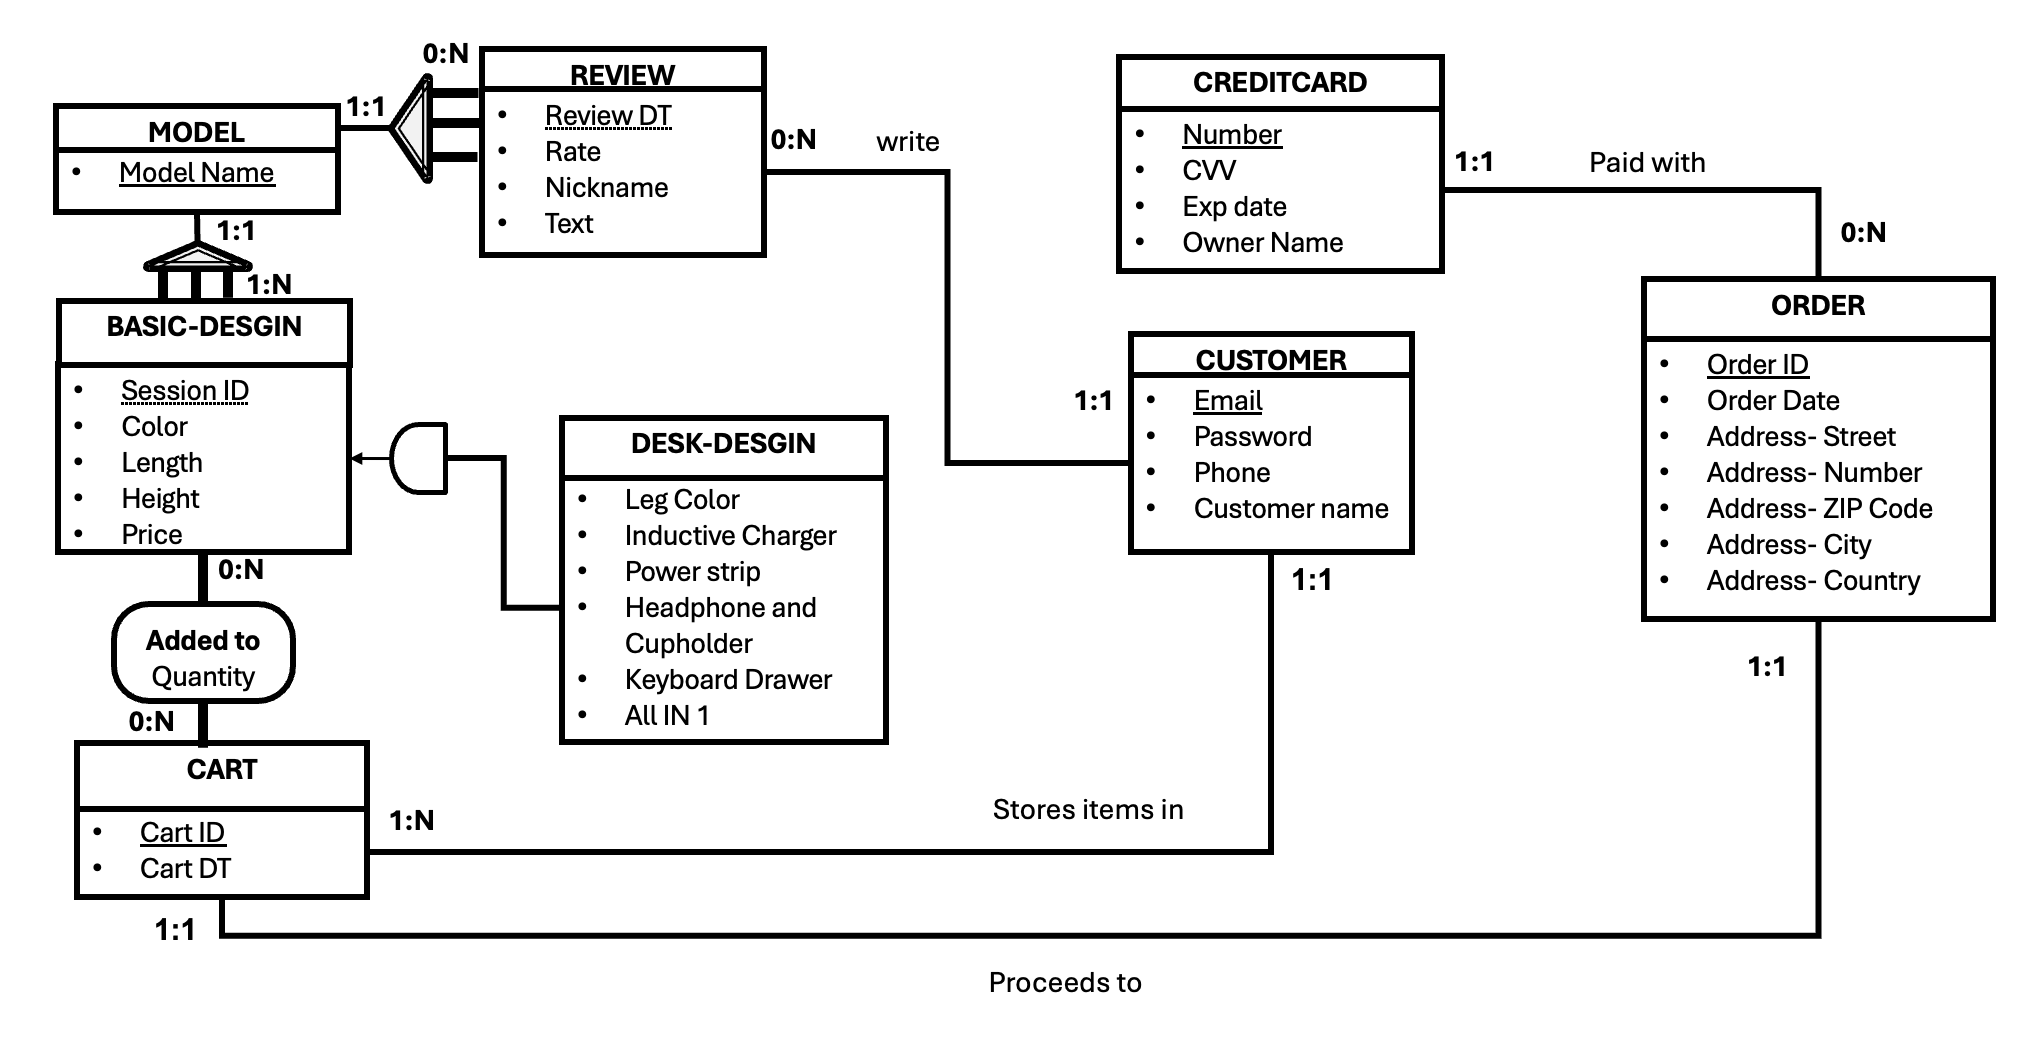 0:N
1:1
MODEL
• Model Name
REVIEW
• Review DT
• Rate
• Nickname
• Text
0:N
write
CREDITCARD
• Number
• CVV
• Exp date
• Owner Name
1:1
Paid with
0:N
1:1
1:N
BASIC-DESGIN
• Session ID
• Color
• Length
• Height
• Price
DESK-DESGIN
• Leg Color
• Inductive Charger
• Power strip
• Headphone and
Cupholder
• Keyboard Drawer
• All IN 1
1:1
CUSTOMER
• Email
• Password
• Phone
• Customer name
1:1
ORDER
• Order ID
• Order Date
• Address- Street
• Address- Number
• Address- ZIP Code
• Address- City
• Address- Country
1:1
0:N
Added to
Quantity
0:N
CART
• Cart ID
• Cart DT
1:N
Stores items in
1:1
Proceeds to